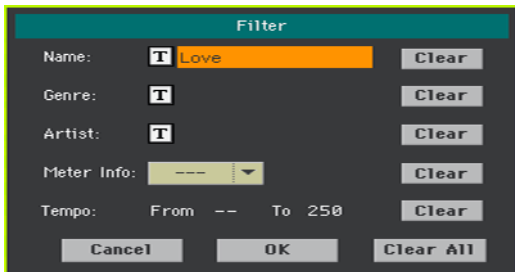 Filter
Name: T Love Clear
Genre: T Clear
Artist: T Clear
Meter Info: --- Clear
Tempo: From -- To 250 Clear
Cancel OK Clear All